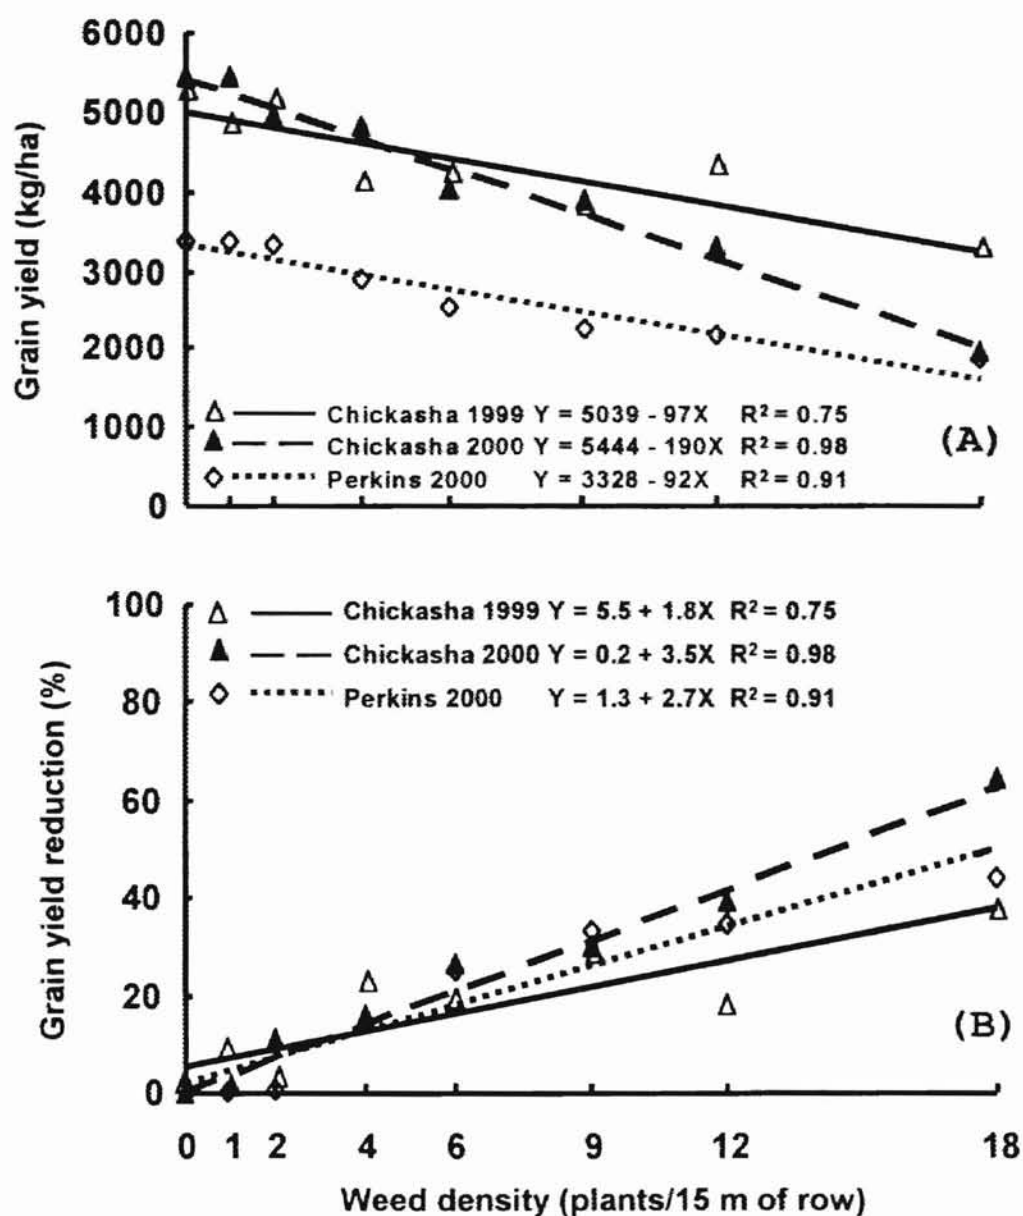 6000
5000
4000
3000
2000
1000
0
Grain yield (kg/ha)
Chickasha 1999 Y = 5039 - 97X R² = 0.75
Chickasha 2000 Y = 5444 - 190X R² = 0.98
Perkins 2000 Y = 3328 - 92X R² = 0.91
(A)
100
80
60
40
20
0
Grain yield reduction (%)
Chickasha 1999 Y = 5.5 + 1.8X R² = 0.75
Chickasha 2000 Y = 0.2 + 3.5X R² = 0.98
Perkins 2000 Y = 1.3 + 2.7X R² = 0.91
(B)
0 1 2 4 6 9 12 18
Weed density (plants/15 m of row)